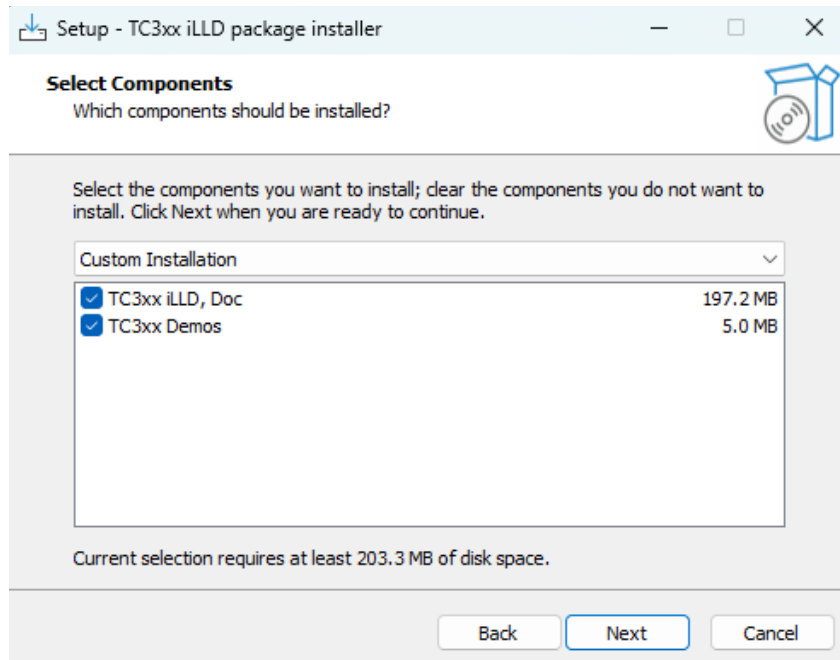 Setup - TC3xx iLLD package installer
Select Components
Which components should be installed?
Select the components you want to install; clear the components you do not want to
install. Click Next when you are ready to continue.
Custom Installation
TC3xx iLLD, Doc 197.2 MB
TC3xx Demos 5.0 MB
Current selection requires at least 203.3 MB of disk space.
Back Next Cancel